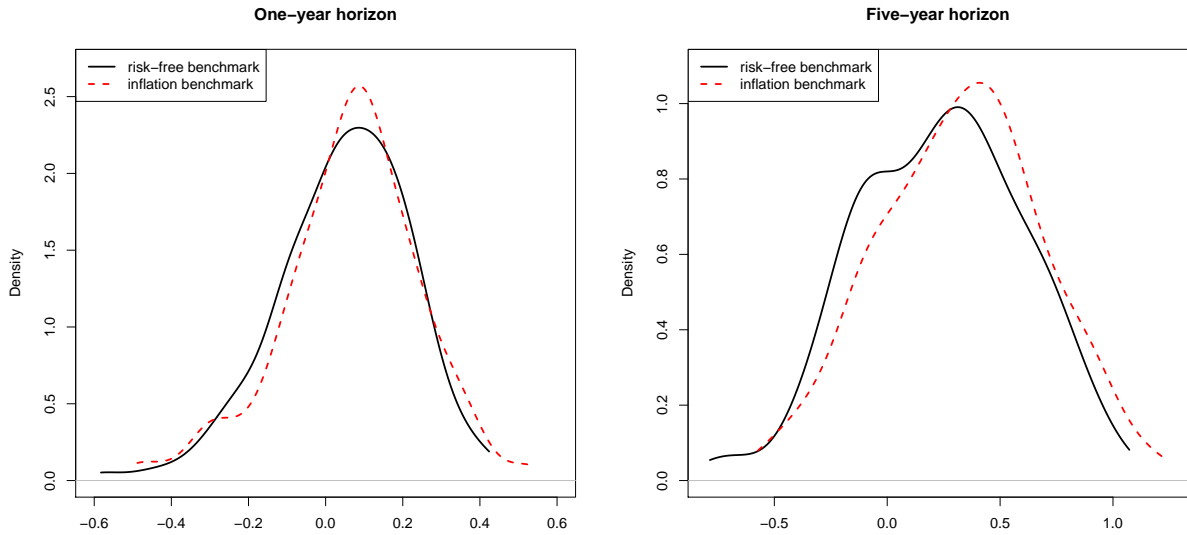 One−year horizon
risk−free benchmark
inflation benchmark
Density
0.0
0.5
1.0
1.5
2.0
2.5
−0.6
−0.4
−0.2
0.0
0.2
0.4
0.6
Five−year horizon
risk−free benchmark
inflation benchmark
Density
0.0
0.2
0.4
0.6
0.8
1.0
−0.5
0.0
0.5
1.0